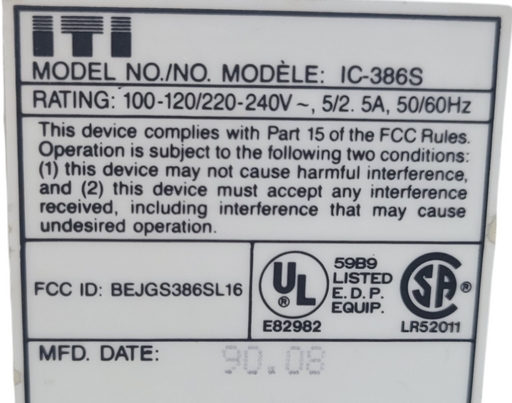 ITI
MODEL NO./NO. MODÈLE: IC-386S
RATING: 100-120/220-240V~, 5/2. 5A, 50/60Hz
This device complies with Part 15 of the FCC Rules.
Operation is subject to the following two conditions:
(1) this device may not cause harmful interference,
and (2) this device must accept any interference
received, including interference that may cause
undesired operation.
FCC ID: BEJGS386SL16
UL
®
E82982
59B9
LISTED
E. D. P.
EQUIP.
SA
®
LR52011
MFD. DATE: 90.08